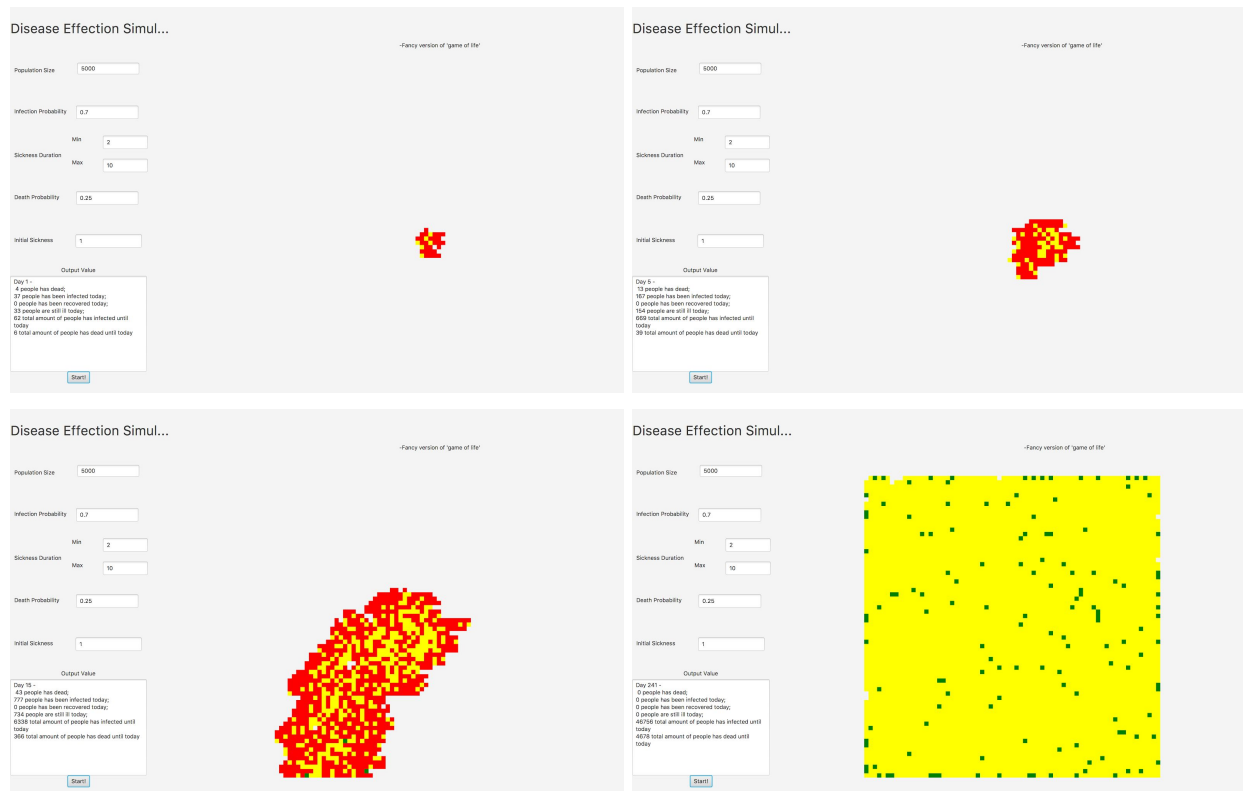 Disease Effection Simul...
-Fancy version of 'game of life'
Population Size 5000
Infection Probability 0.7
Min 2
Sickness Duration
Max 10
Death Probability 0.25
Initial Sickness 1
Output Value
Day 1 -
4 people has dead;
37 people has been infected today;
0 people has been recovered today;
33 people are still ill today;
62 total amount of people has infected until
today
6 total amount of people has dead until today
Start!
Disease Effection Simul...
-Fancy version of 'game of life'
Population Size 5000
Infection Probability 0.7
Min 2
Sickness Duration
Max 10
Death Probability 0.25
Initial Sickness 1
Output Value
Day 5 -
13 people has dead;
167 people has been infected today;
0 people has been recovered today;
154 people are still ill today;
669 total amount of people has infected until
today
39 total amount of people has dead until today
Start!
Disease Effection Simul...
-Fancy version of 'game of life'
Population Size 5000
Infection Probability 0.7
Min 2
Sickness Duration
Max 10
Death Probability 0.25
Initial Sickness 1
Output Value
Day 15 -
43 people has dead;
777 people has been infected today;
0 people has been recovered today;
734 people are still ill today;
6338 total amount of people has infected until
today
366 total amount of people has dead until today
Start!
Disease Effection Simul...
-Fancy version of 'game of life'
Population Size 5000
Infection Probability 0.7
Min 2
Sickness Duration
Max 10
Death Probability 0.25
Initial Sickness 1
Output Value
Day 241 -
0 people has dead;
0 people has been infected today;
0 people has been recovered today;
0 people are still ill today;
46756 total amount of people has infected until
today
4678 total amount of people has dead until
today
Start!